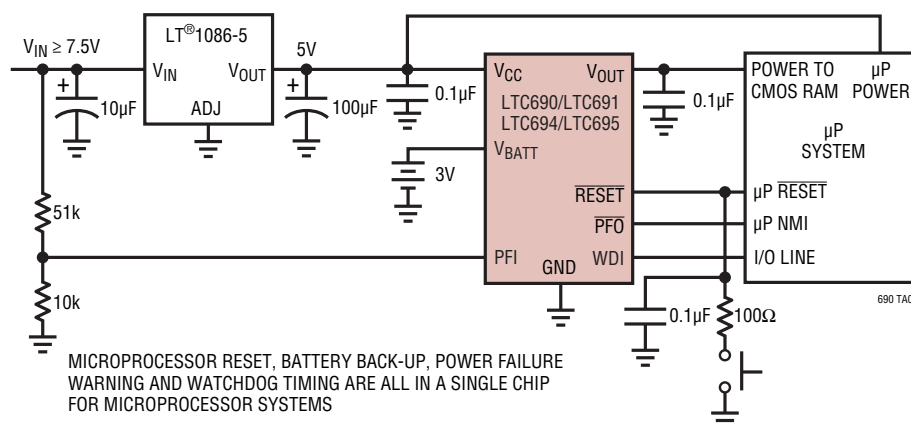 LT®1086-5
V_IN ≥ 7.5V
V_IN
V_OUT
ADJ
5V
10µF
100µF
0.1µF
V_CC
V_OUT
LTC690/LTC691
LTC694/LTC695
V_BATT
3V
RESET
PFO
PFI
GND
WDI
0.1µF
POWER TO
CMOS RAM
µP
POWER
µP
SYSTEM
µP RESET
µP NMI
I/O LINE
51k
10k
0.1µF
100Ω
MICROPROCESSOR RESET, BATTERY BACK-UP, POWER FAILURE
WARNING AND WATCHDOG TIMING ARE ALL IN A SINGLE CHIP
FOR MICROPROCESSOR SYSTEMS